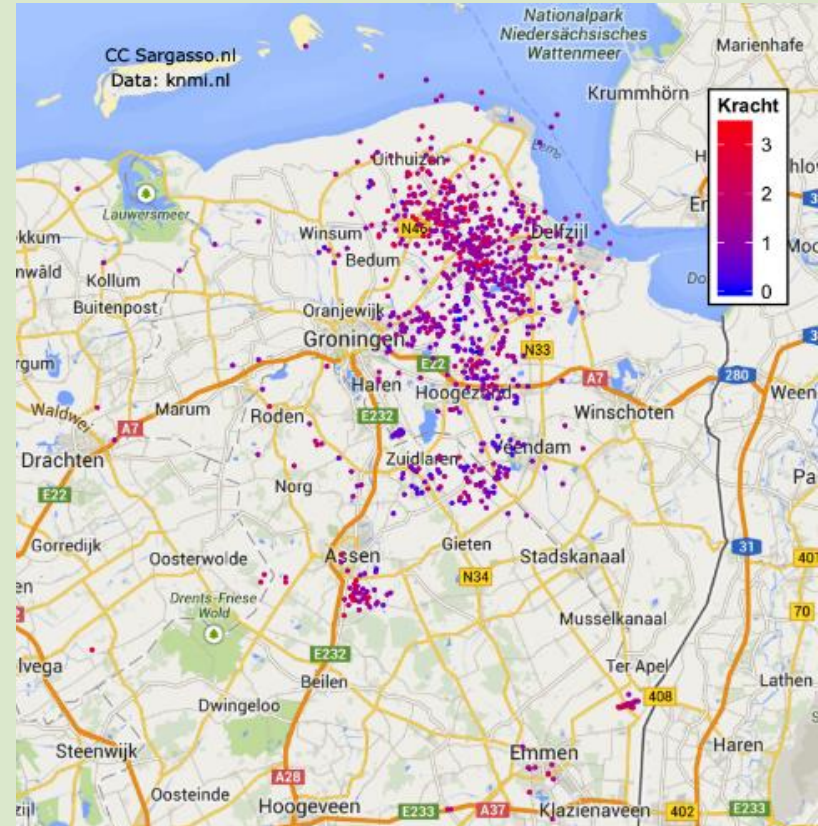 Nationalpark
Niedersächsisches
Wattenmeer
CC Sargasso.nl
Data: knmi.nl
Marienhafe
Krummhörn
Kracht
3
2
1
0
Uithuizen
Eems
Lauwersmeer
N46
Delfzijl
Winsum
Bedum
Kollum
Buitenpost
Oranjewijk
Groningen
N33
E22
Haren
Hoogezand
A7
280
Marum
Roden
E232
Winschoten
Waldwei
A7
Drachten
Zuidlaren
Veendam
E22
Norg
Gorredijk
Oosterwolde
Assen
Gieten
Stadskanaal
31
N34
70
Drents-Friese
Wold
Musselkanaal
E232
Beilen
Ter Apel
408
Lathen
Dwingeloo
Steenwijk
Emmen
Haren
A28
Oosteinde
Hoogeveen
E233
A37
Klazienaveen
402
E233